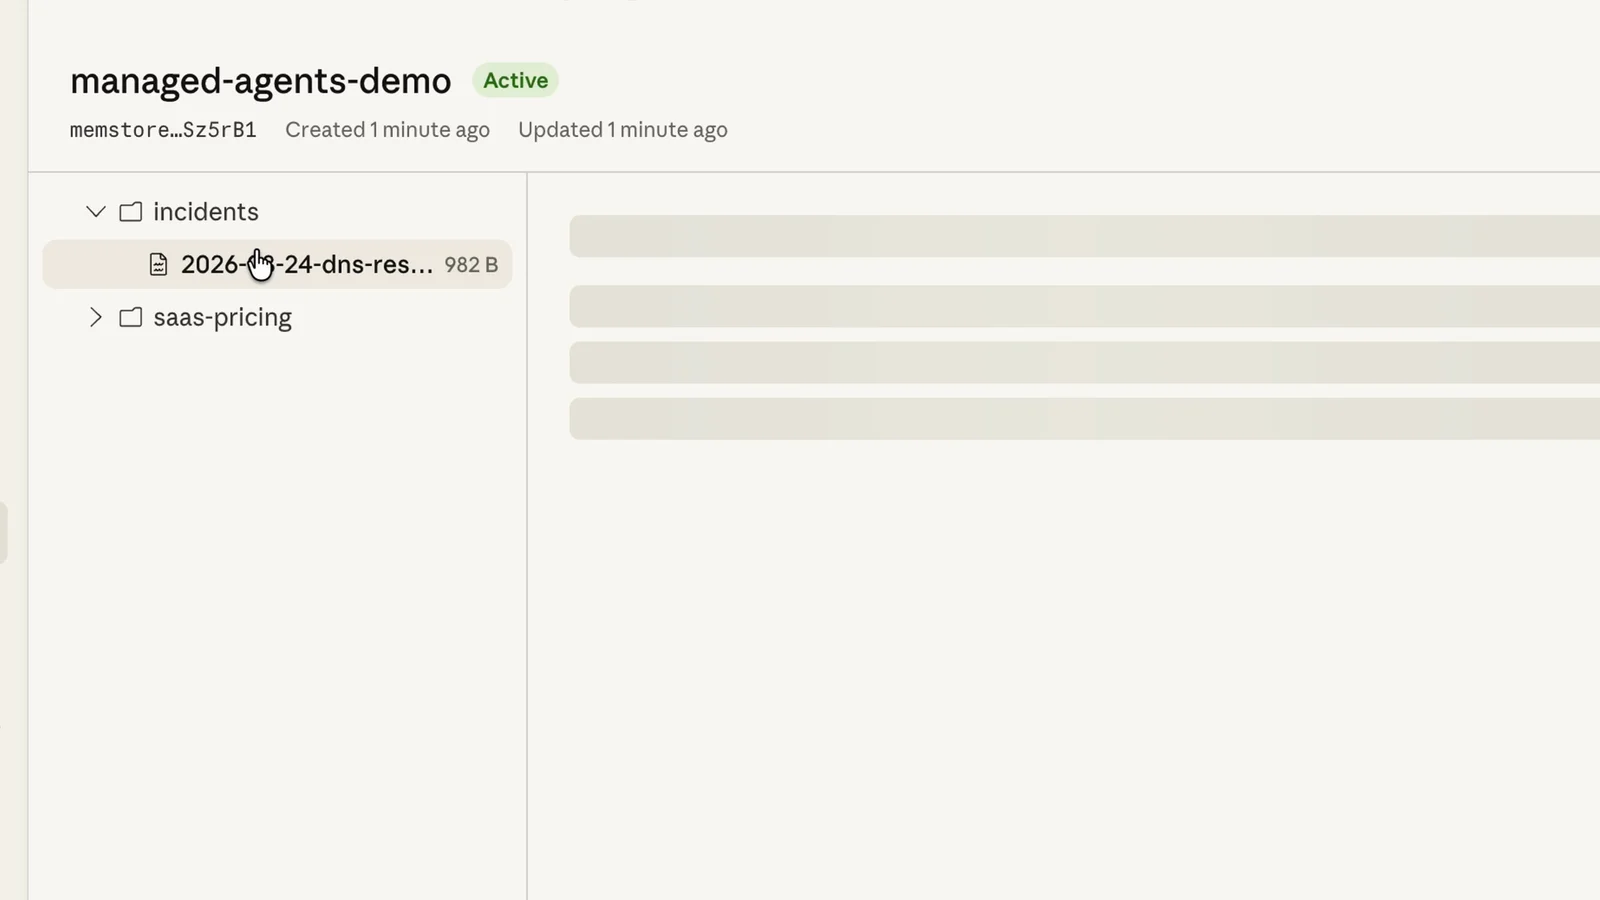 managed-agents-demo Active
memstore…Sz5rB1 Created 1 minute ago Updated 1 minute ago
incidents
-24-dns-res… 982 B
saas-pricing